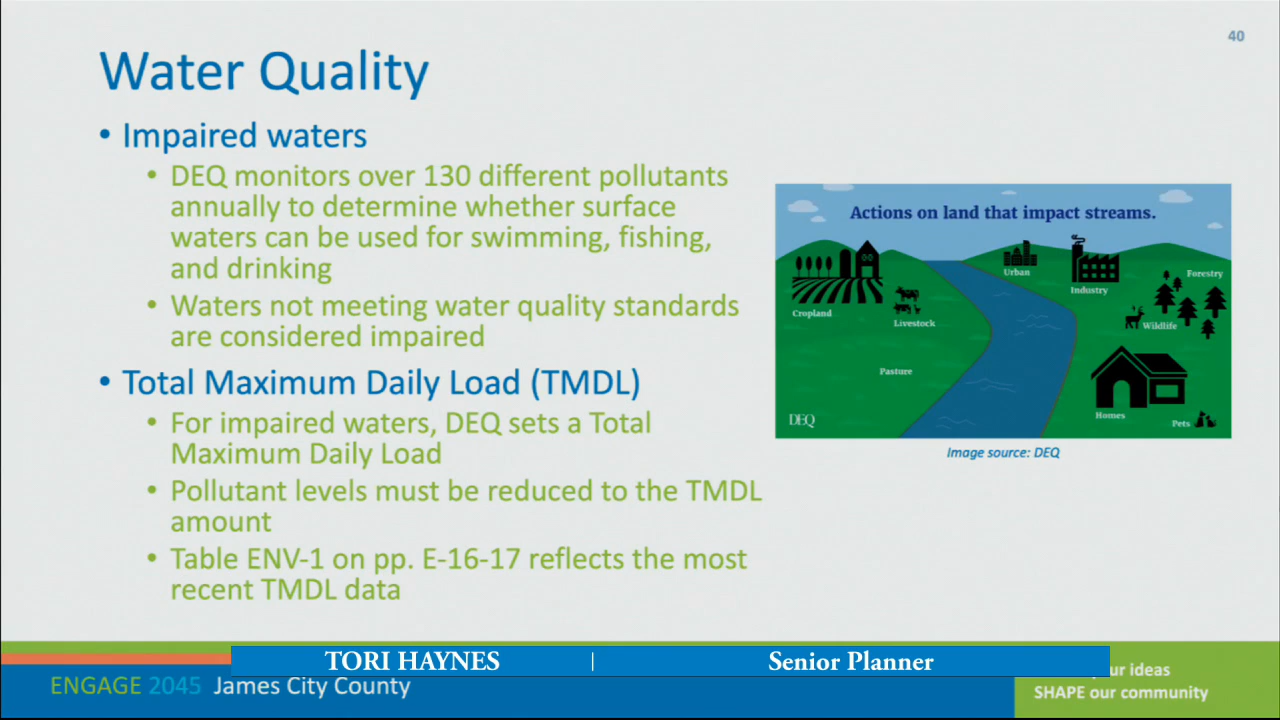 40
Water Quality
• Impaired waters
• DEQ monitors over 130 different pollutants
annually to determine whether surface
waters can be used for swimming, fishing,
and drinking
• Waters not meeting water quality standards
are considered impaired
• Total Maximum Daily Load (TMDL)
• For impaired waters, DEQ sets a Total
Maximum Daily Load
• Pollutant levels must be reduced to the TMDL
amount
• Table ENV-1 on pp. E-16-17 reflects the most
recent TMDL data
Actions on land that impact streams.
Urban
Industry
Forestry
Cropland
Livestock
Wildlife
Pasture
Homes
Pets
DEQ
Image source: DEQ
TORI HAYNES | Senior Planner
ENGAGE 2045 James City County
ideas
SHAPE our community